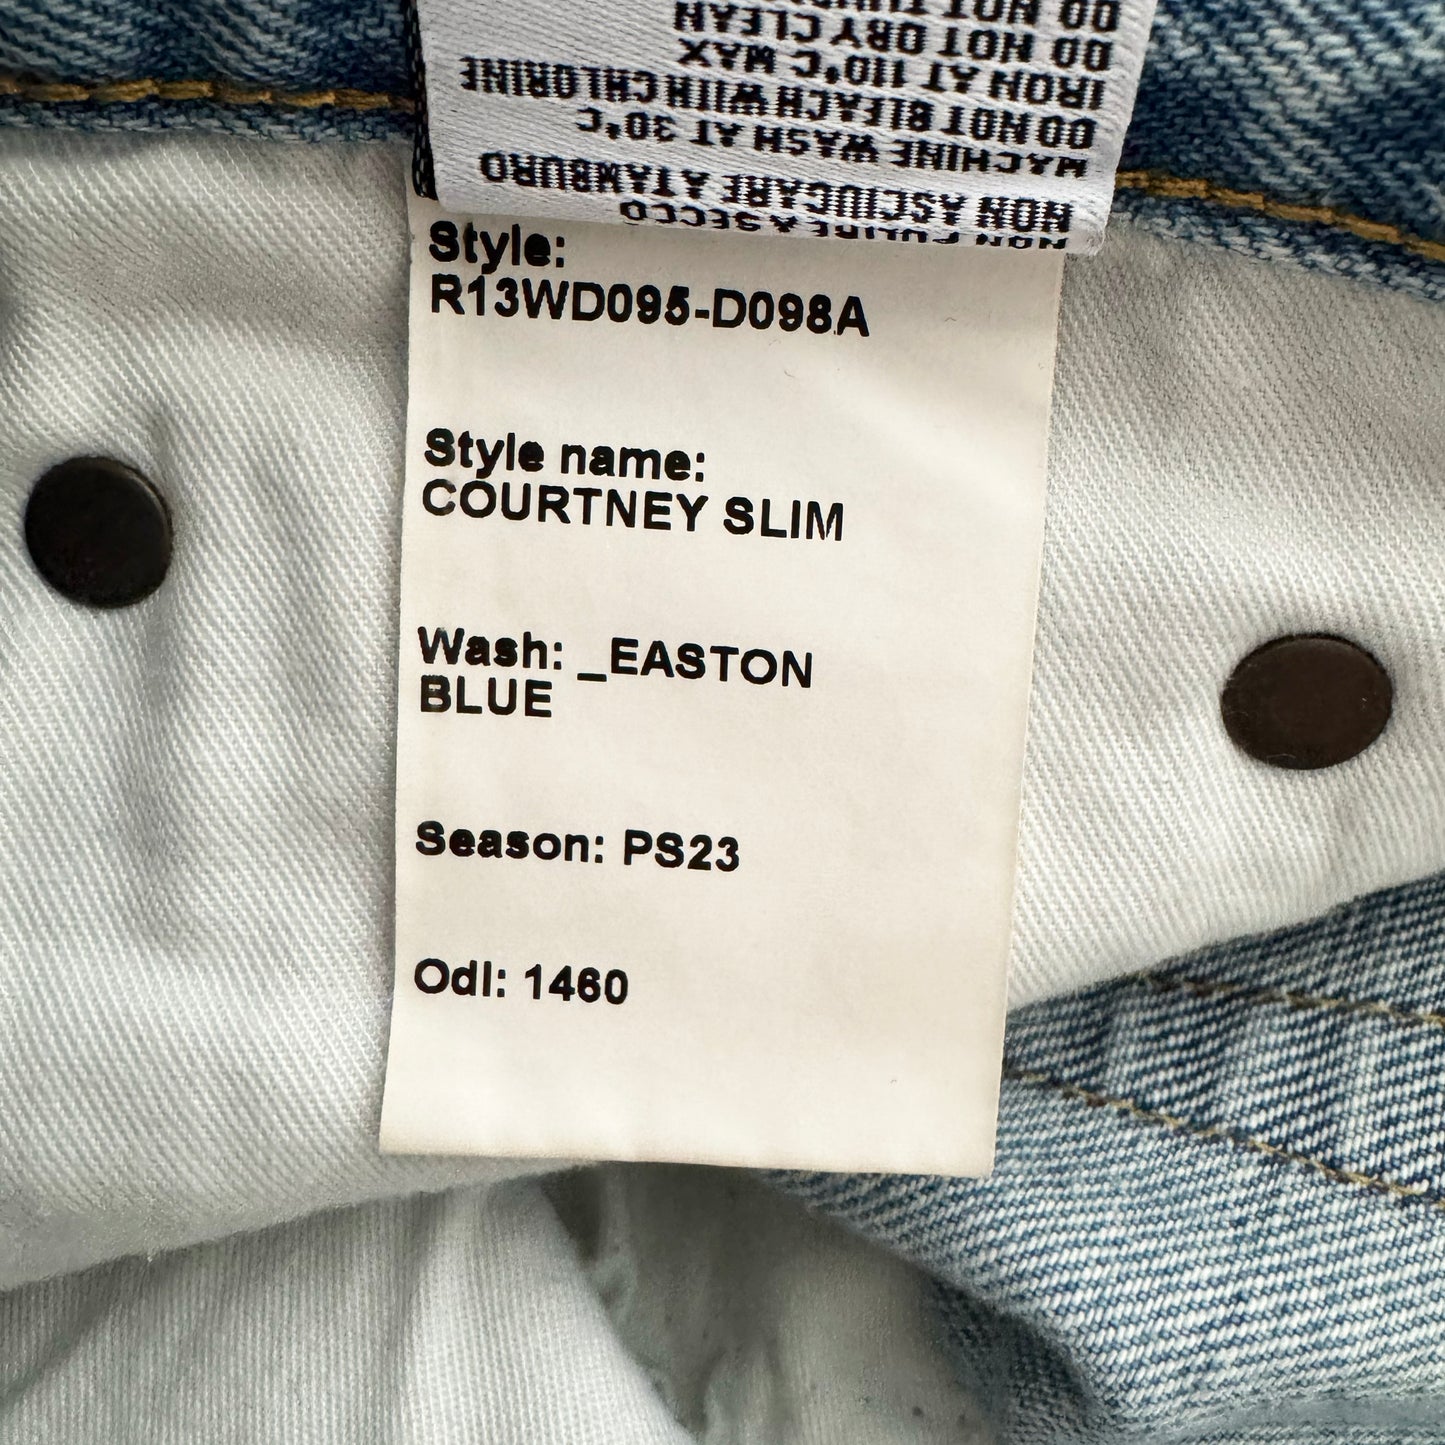 DO NOT DRY CLEAN
IRON AT 110°C MAX
DO NOT BLEACH WITH CHLORINE
MACHINE WASH AT 30°C
NON ASCIUGARE A TAMBURO
Style:
R13WD095-D098A
Style name:
COURTNEY SLIM
Wash: _EASTON
BLUE
Season: PS23
Odl: 1460